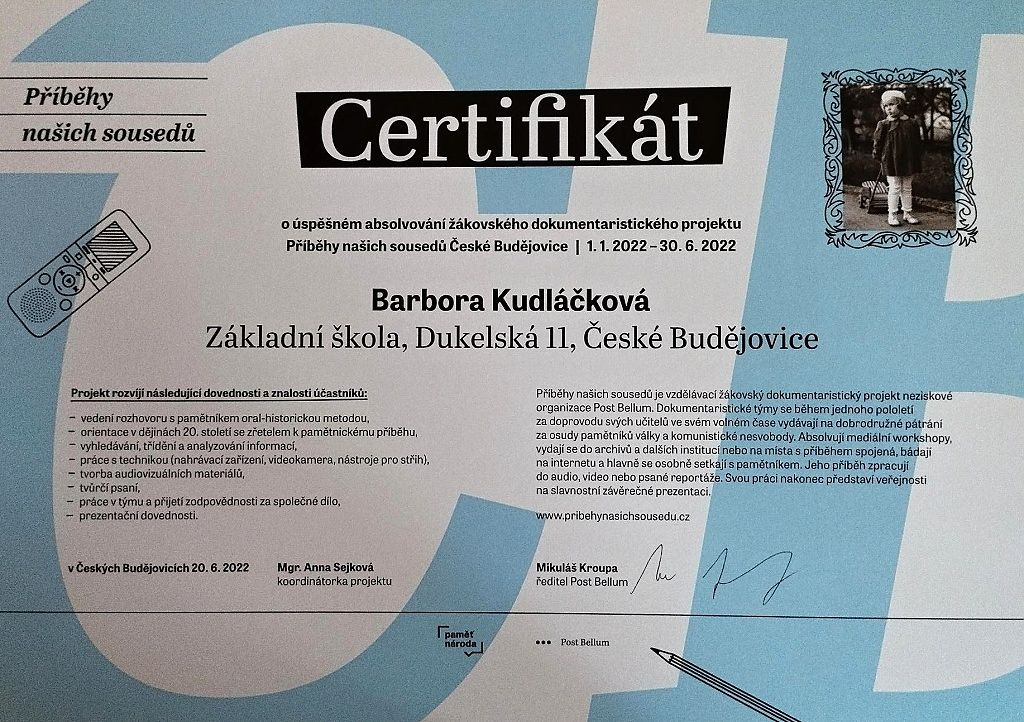 Příběhy
našich sousedů
Certifikát
o úspěšném absolvování žákovského dokumentaristického projektu
Příběhy našich sousedů České Budějovice | 1. 1. 2022 – 30. 6. 2022
Barbora Kudláčková
Základní škola, Dukelská 11, České Budějovice
Projekt rozvíjí následující dovednosti a znalosti účastníků:
– vedení rozhovoru s pamětníkem oral-historickou metodou,
– orientace v dějinách 20. století se zřetelem k pamětnickému příběhu,
– vyhledávání, třídění a analyzování informací,
– práce s technikou (nahrávací zařízení, videokamera, nástroje pro střih),
– tvorba audiovizuálních materiálů,
– tvůrčí psaní,
– práce v týmu a přijetí zodpovědnosti za společné dílo,
– prezentační dovednosti.
Příběhy našich sousedů je vzdělávací žákovský dokumentaristický projekt neziskové
organizace Post Bellum. Dokumentaristické týmy se během jednoho pololetí
za doprovodu svých učitelů ve svém volném čase vydávají na dobrodružné pátrání
za osudy pamětníků války a komunistické nesvobody. Absolvují mediální workshopy,
vydají se do archivů a dalších institucí nebo na místa s příběhem spojená, bádají
na internetu a hlavně se osobně setkají s pamětníkem. Jeho příběh zpracují
do audio, video nebo psané reportáže. Svou práci nakonec představí veřejnosti
na slavnostní závěrečné prezentaci.
www.pribehynasichsousedu.cz
v Českých Budějovicích 20. 6. 2022
Mgr. Anna Sejková
koordinátorka projektu
Mikuláš Kroupa
ředitel Post Bellum
paměť
národa
Post Bellum